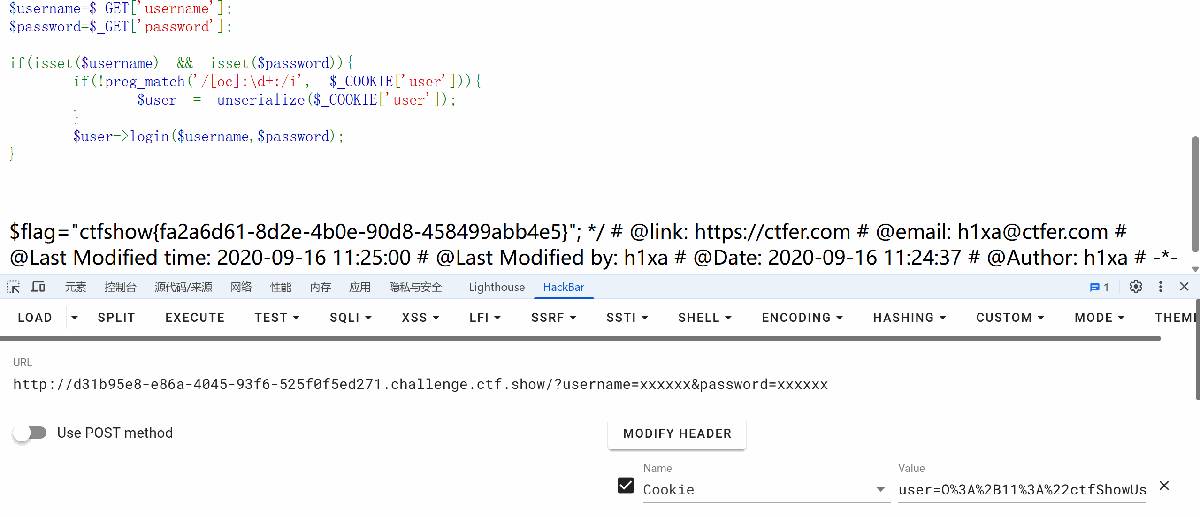 $username=$_GET['username'];
$password=$_GET['password'];
if(isset($username) && isset($password)){
if(!preg_match('/[oc]:\d+:/i', $_COOKIE['user'])){
$user = unserialize($_COOKIE['user']);
}
$user->login($username,$password);
}
$flag="ctfshow{fa2a6d61-8d2e-4b0e-90d8-458499abb4e5}"; */ # @link: https://ctfer.com # @email: h1xa@ctfer.com #
@Last Modified time: 2020-09-16 11:25:00 # @Last Modified by: h1xa # @Date: 2020-09-16 11:24:37 # @Author: h1xa # -*-
元素 控制台 源代码/来源 网络 性能 内存 应用 隐私与安全 Lighthouse HackBar 1
LOAD SPLIT EXECUTE TEST SQLI XSS LFI SSRF SSTI SHELL ENCODING HASHING CUSTOM MODE THEME
URL
http://d31b95e8-e86a-4045-93f6-525f0f5ed271.challenge.ctf.show/?username=xxxxxx&password=xxxxxx
Use POST method
MODIFY HEADER
Name Value
Cookie user=O%3A%2B11%3A%22ctfShowUs